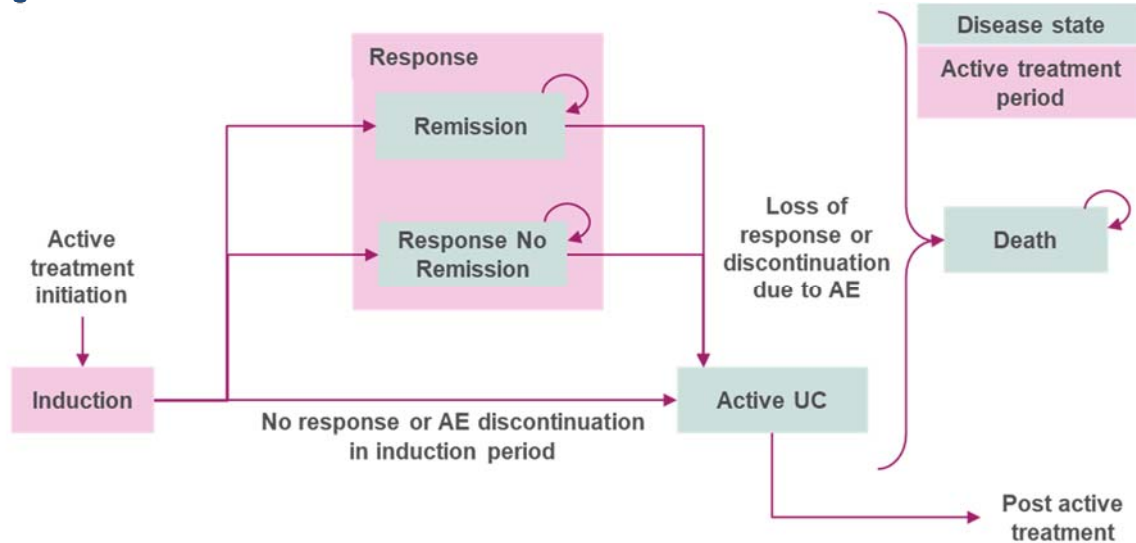 Disease state
Active treatment
period
Response
Remission
Response No
Remission
Loss of
response or
discontinuation
due to AE
Death
Active
treatment
initiation
Induction
No response or AE discontinuation
in induction period
Active UC
Post active
treatment